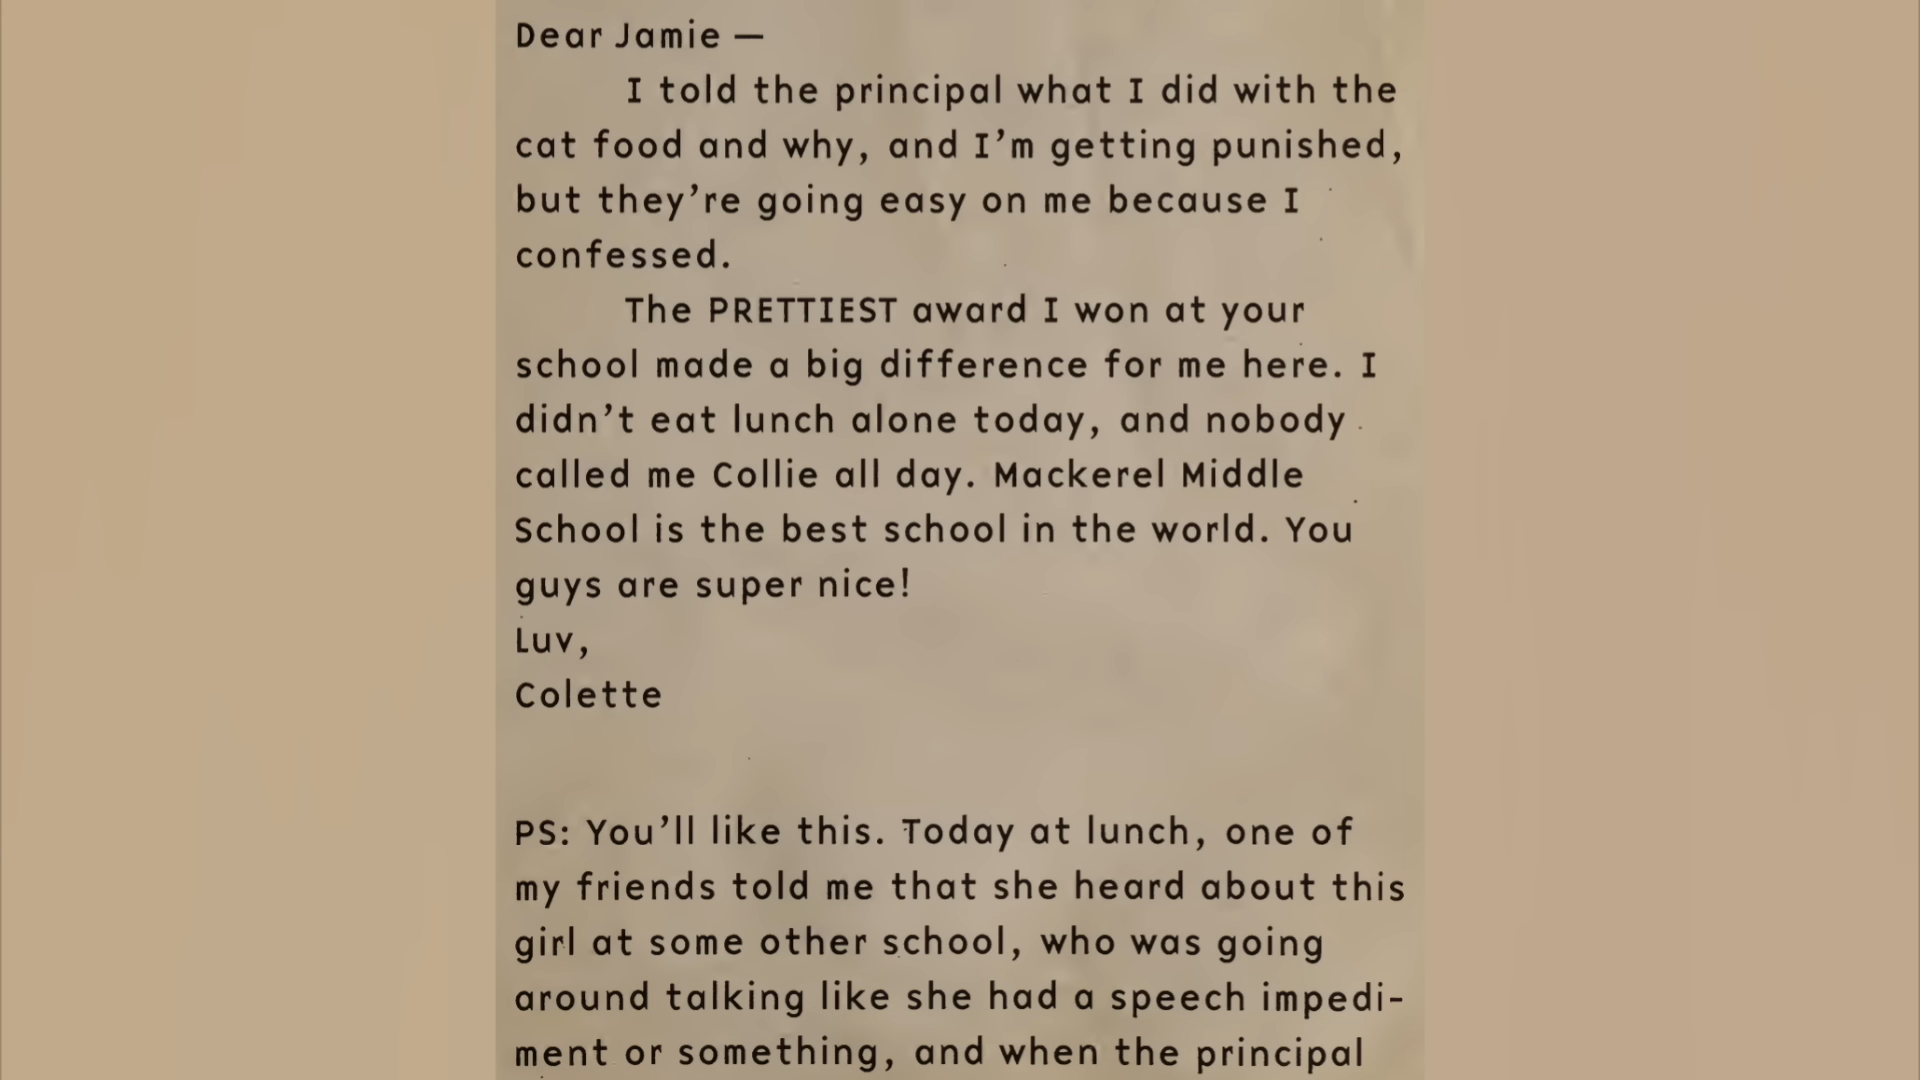 Dear Jamie —
I told the principal what I did with the
cat food and why, and I’m getting punished,
but they’re going easy on me because I
confessed.
The PRETTIEST award I won at your
school made a big difference for me here. I
didn’t eat lunch alone today, and nobody
called me Collie all day. Mackerel Middle
School is the best school in the world. You
guys are super nice!
Luv,
Colette
PS: You’ll like this. Today at lunch, one of
my friends told me that she heard about this
girl at some other school, who was going
around talking like she had a speech impedi-
ment or something, and when the principal